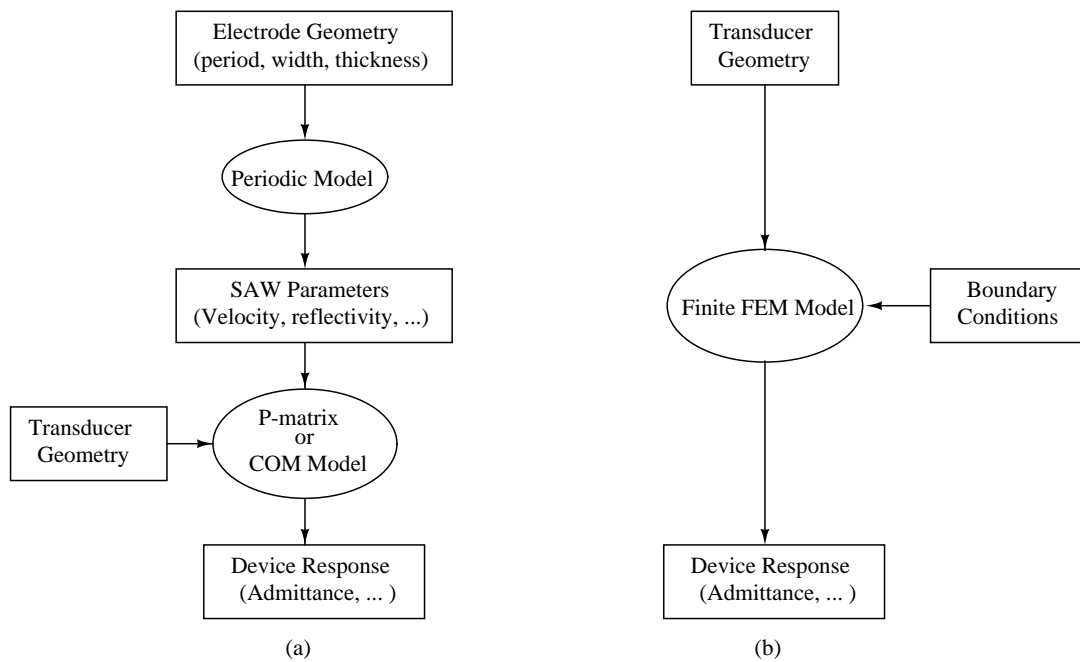 Electrode Geometry
(period, width, thickness)
Periodic Model
SAW Parameters
(Velocity, reflectivity, ...)
Transducer
Geometry
P-matrix
or
COM Model
Device Response
(Admittance, ... )
(a)
Transducer
Geometry
Finite FEM Model
Boundary
Conditions
Device Response
(Admittance, ... )
(b)